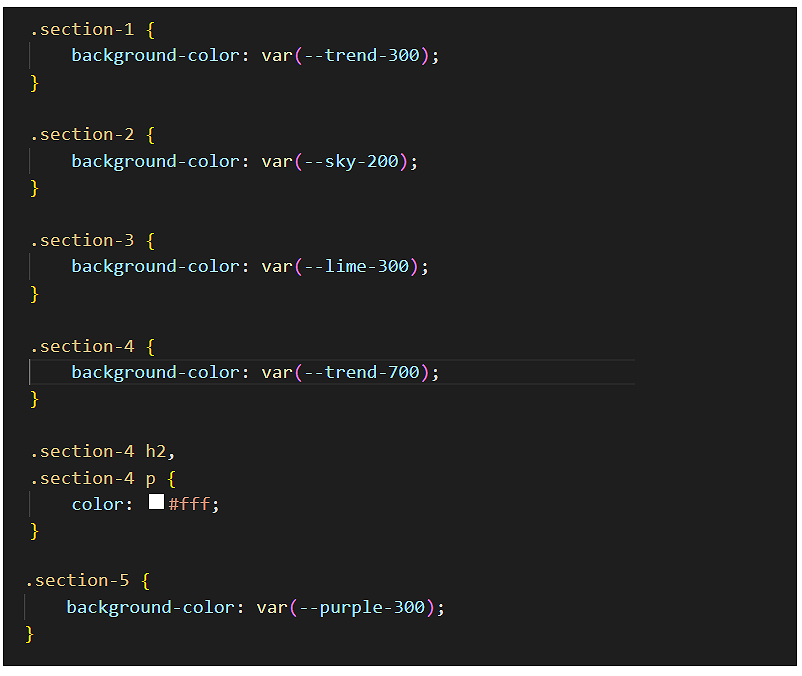 .section-1 {
    background-color: var(--trend-300);
}

.section-2 {
    background-color: var(--sky-200);
}

.section-3 {
    background-color: var(--lime-300);
}

.section-4 {
    background-color: var(--trend-700);
}

.section-4 h2,
.section-4 p {
    color: #fff;
}

.section-5 {
    background-color: var(--purple-300);
}